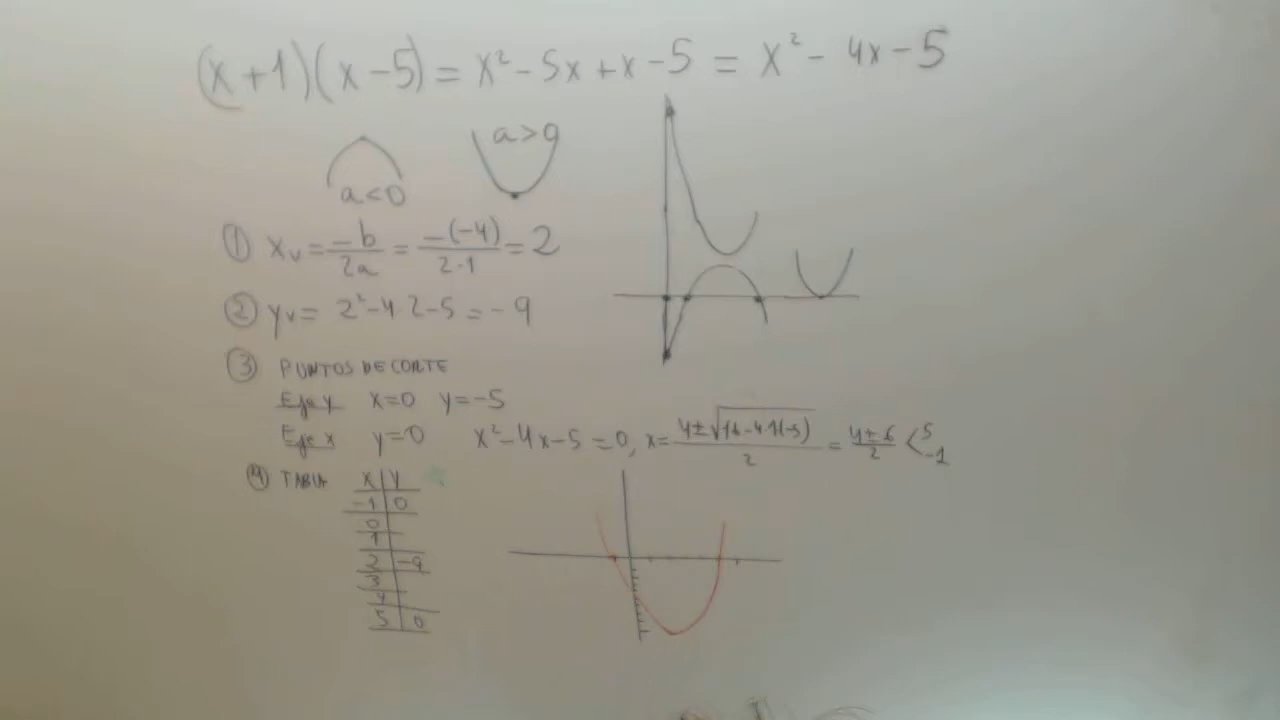 (x+1)(x-5) = x²-5x+x-5 = x²-4x-5
a<0
a>0
① xᵥ = -b/2a = -(-4)/2·1 = 2
② yᵥ = 2²-4 2-5 = -9
③ PUNTOS DE CORTE
Eje y x=0 y=-5
Eje x y=0 x²-4x-5=0, x= 4±√16-4·1(-5)/2 = 4±6/2 < 5 -1
④ TABLA x y
-1 0
0
1
2 -9
3
4
5 0